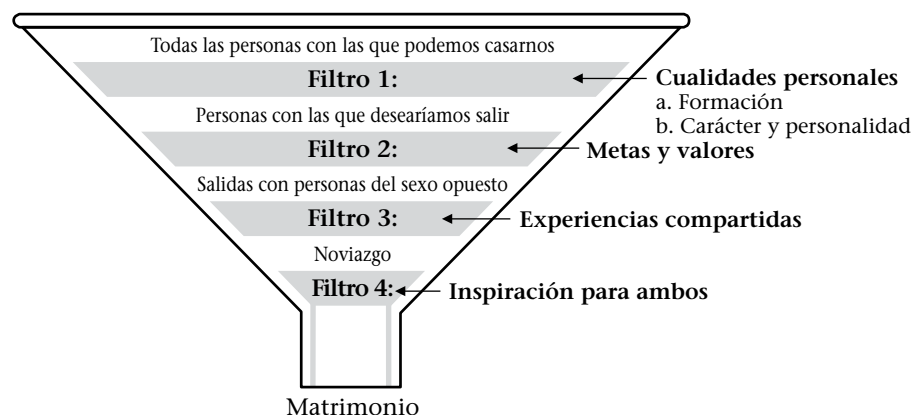 Todas las personas con las que podemos casarnos
Filtro 1:
Cualidades personales
a. Formación
b. Carácter y personalidad
Personas con las que desearíamos salir
Filtro 2:
Metas y valores
Salidas con personas del sexo opuesto
Filtro 3:
Experiencias compartidas
Noviazgo
Filtro 4:
Inspiración para ambos
Matrimonio